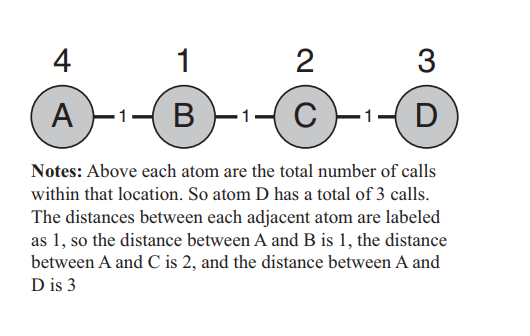 4 1 2 3
A 1 B 1 C 1 D
Notes: Above each atom are the total number of calls
within that location. So atom D has a total of 3 calls.
The distances between each adjacent atom are labeled
as 1, so the distance between A and B is 1, the distance
between A and C is 2, and the distance between A and
D is 3